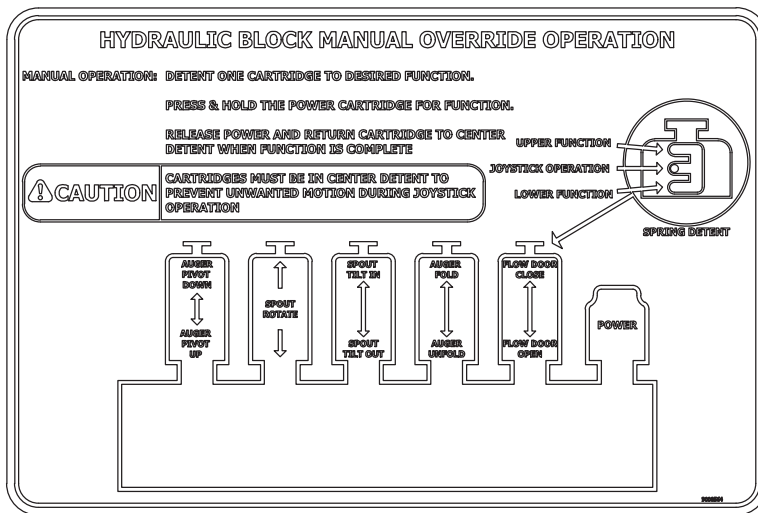 HYDRAULIC BLOCK MANUAL OVERRIDE OPERATION
MANUAL OPERATION: DETENT ONE CARTRIDGE TO DESIRED FUNCTION.
PRESS & HOLD THE POWER CARTRIDGE FOR FUNCTION.
RELEASE POWER AND RETURN CARTRIDGE TO CENTER
DETENT WHEN FUNCTION IS COMPLETE
UPPER FUNCTION
JOYSTICK OPERATION
LOWER FUNCTION
SPRING DETENT
CAUTION
CARTRIDGES MUST BE IN CENTER DETENT TO
PREVENT UNWANTED MOTION DURING JOYSTICK
OPERATION
AUGER
PIVOT
DOWN
AUGER
PIVOT
UP
SPOUT
ROTATE
SPOUT
TILT IN
SPOUT
TILT OUT
AUGER
FOLD
AUGER
UNFOLD
FLOW DOOR
CLOSE
FLOW DOOR
OPEN
POWER